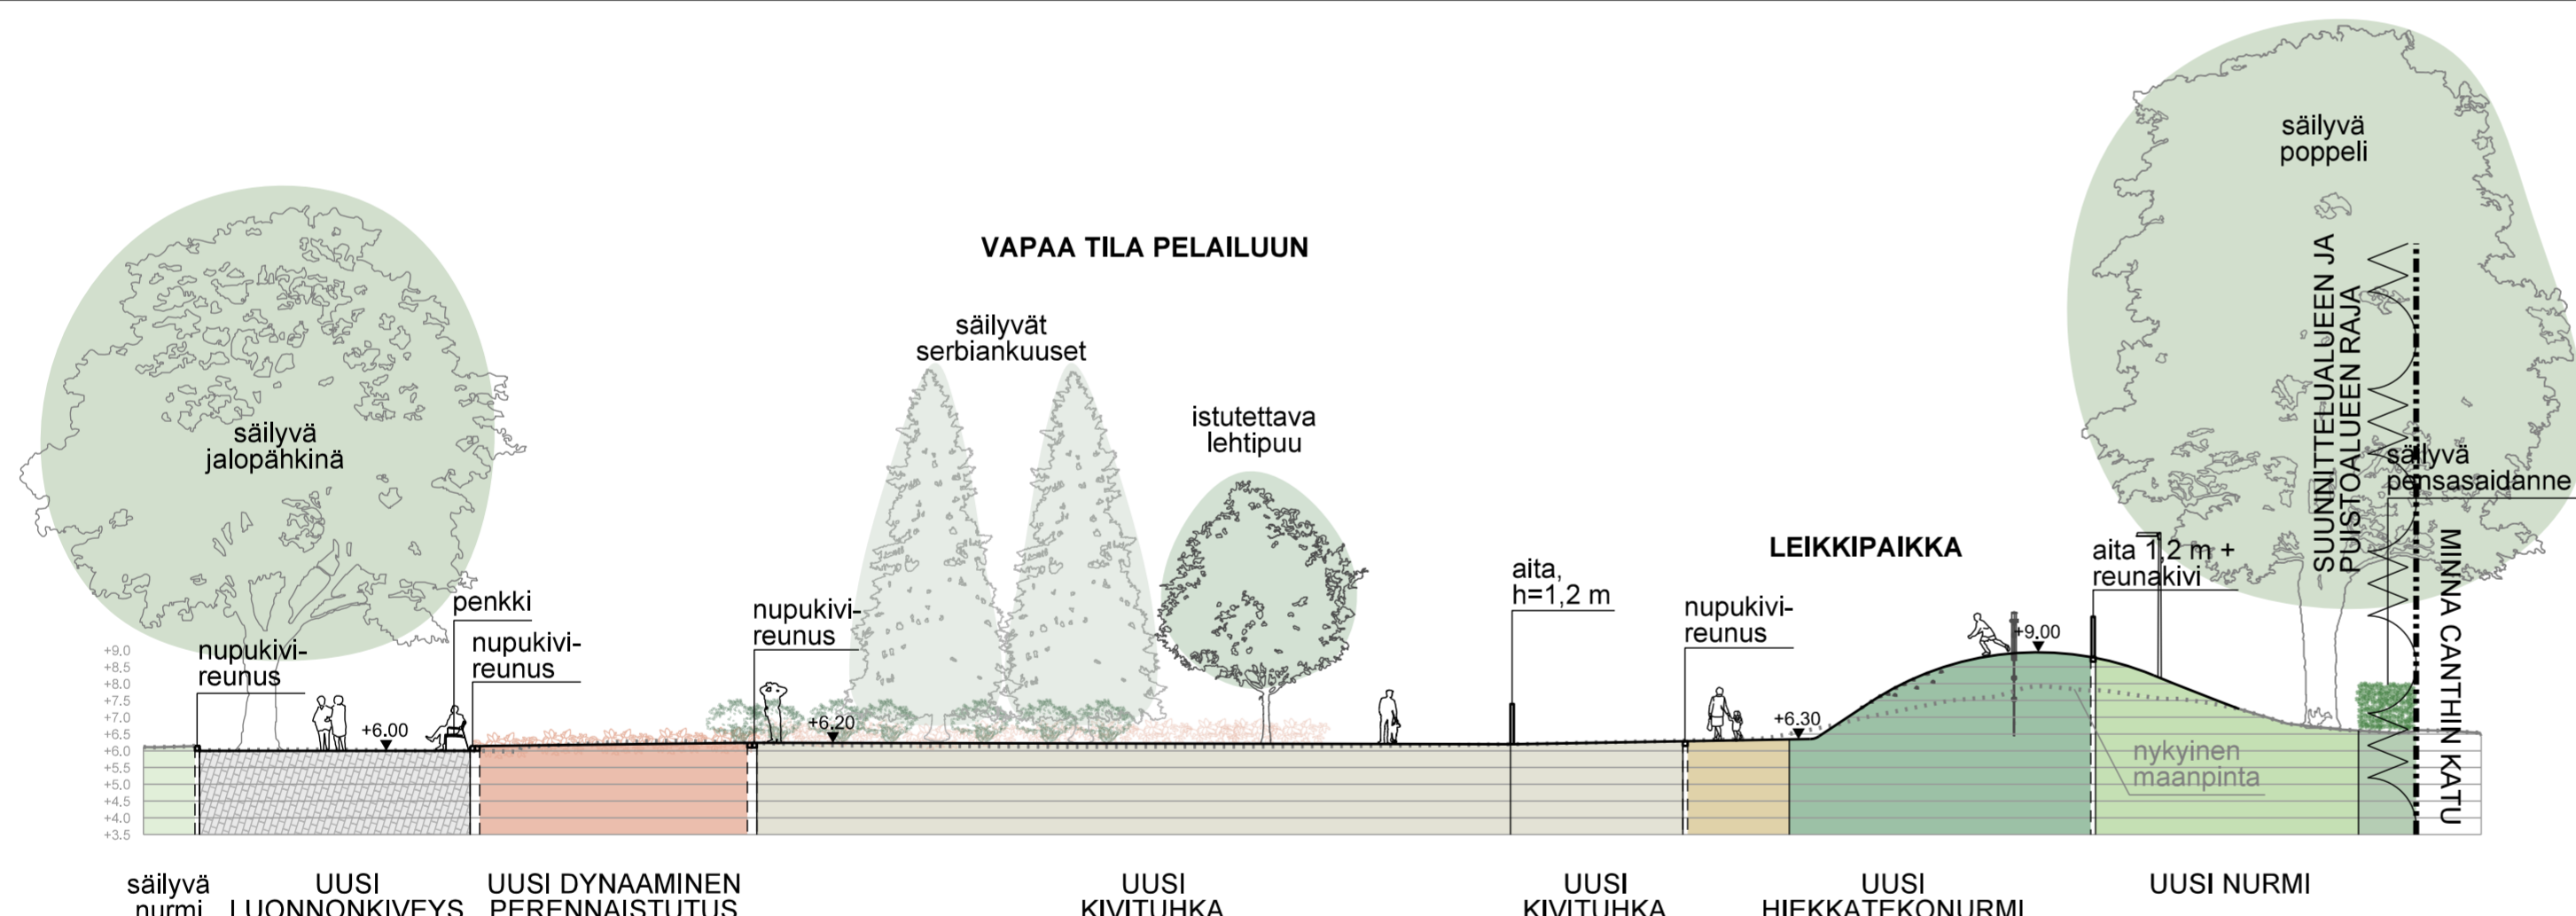 säilyvä
poppeli
VAPAA TILA PELAILUUN
säilyvät
serbiankuuset
istutettava
lehtipuu
säilyvä
jalopähkinä
SUUNNITTELUALUEEN JA
PUISTOALUEEN RAJA
säilyvä
pensasaidanne
MINNA CANTHIN KATU
LEIKKIPAIKKA
aita 1,2 m +
reunakivi
aita,
h=1,2 m
penkki
nupukivi-
reunus
nupukivi-
reunus
nupukivi-
reunus
nupukivi-
reunus
+9.00
+6.00
+6.20
+6.30
nykyinen
maanpinta
+9.0
+8.5
+8.0
+7.5
+7.0
+6.5
+6.0
+5.5
+5.0
+4.5
+4.0
+3.5
säilyvä
nurmi
UUSI
LUONNONKIVEYS
UUSI DYNAAMINEN
PERENNAISTUTUS
UUSI
KIVITUHKA
UUSI
KIVITUHKA
UUSI
HIEKKATEKONURMI
UUSI NURMI